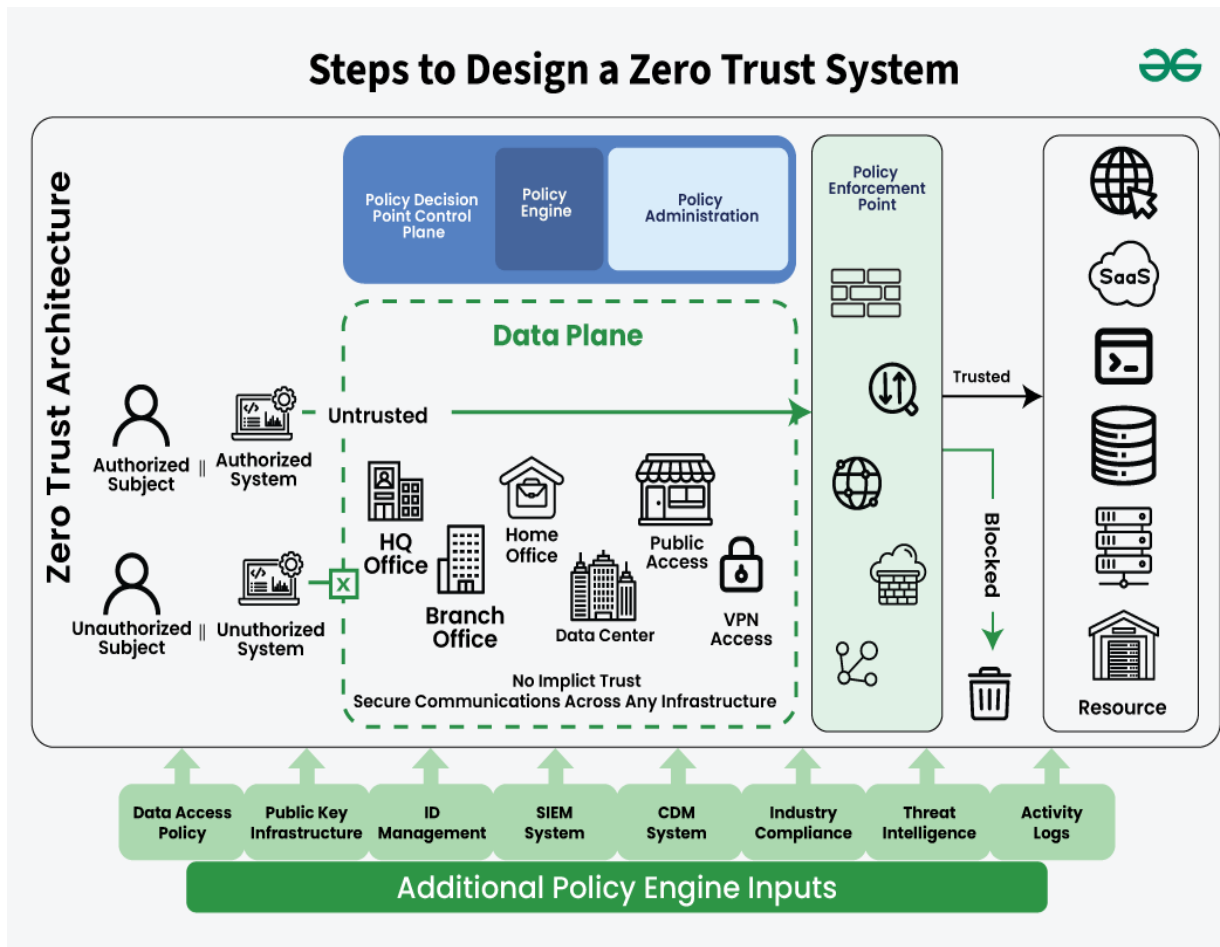 Steps to Design a Zero Trust System
Zero Trust Architecture
Policy Decision
Point Control
Plane
Policy
Engine
Policy
Administration
Policy
Enforcement
Point
Data Plane
SaaS
Trusted
Untrusted
Authorized
Subject
||
Authorized
System
HQ
Office
Home
Office
Public
Access
Blocked
Unauthorized
Subject
||
Unuthorized
System
X
Branch
Office
Data Center
VPN
Access
No Implict Trust
Secure Communications Across Any Infrastructure
Resource
Data Access
Policy
Public Key
Infrastructure
ID
Management
SIEM
System
CDM
System
Industry
Compliance
Threat
Intelligence
Activity
Logs
Additional Policy Engine Inputs